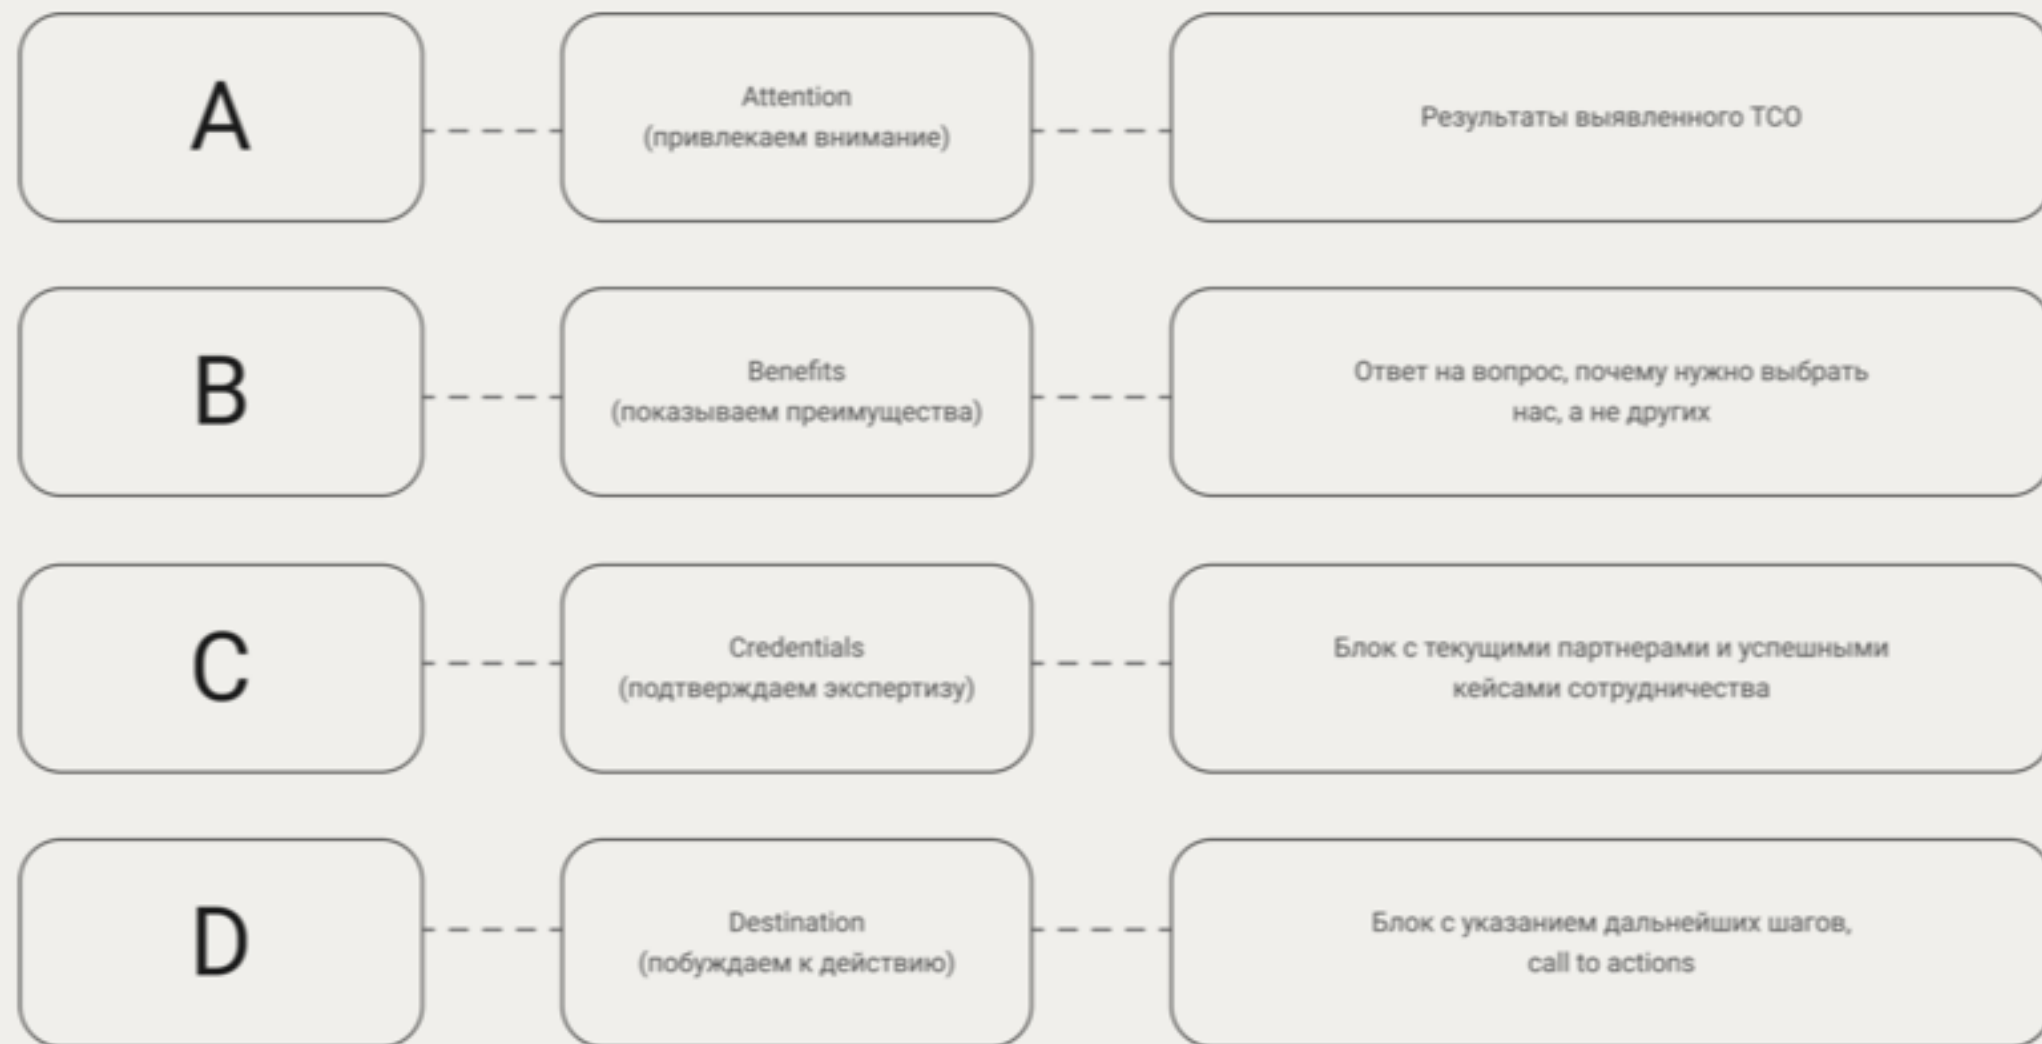 A
Attention
(привлекаем внимание)
Результаты выявленного ТСО
B
Benefits
(показываем преимущества)
Ответ на вопрос, почему нужно выбрать
нас, а не других
C
Credentials
(подтверждаем экспертизу)
Блок с текущими партнерами и успешными
кейсами сотрудничества
D
Destination
(побуждаем к действию)
Блок с указанием дальнейших шагов,
call to actions